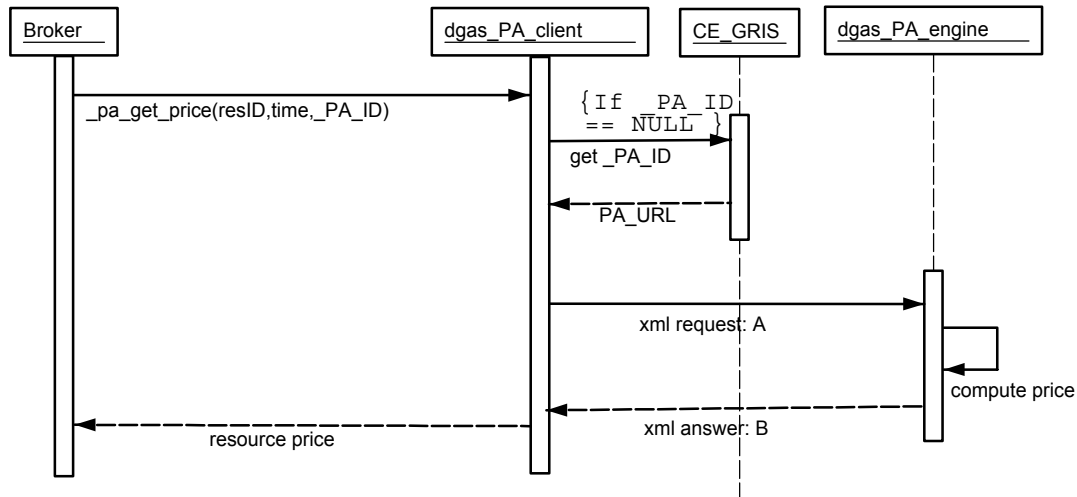 Broker
dgas_PA_client
CE_GRIS
dgas_PA_engine
_pa_get_price(resID,time,_PA_ID)
{If _PA_ID
== NULL }
get _PA_ID
PA_URL
xml request: A
compute price
xml answer: B
resource price